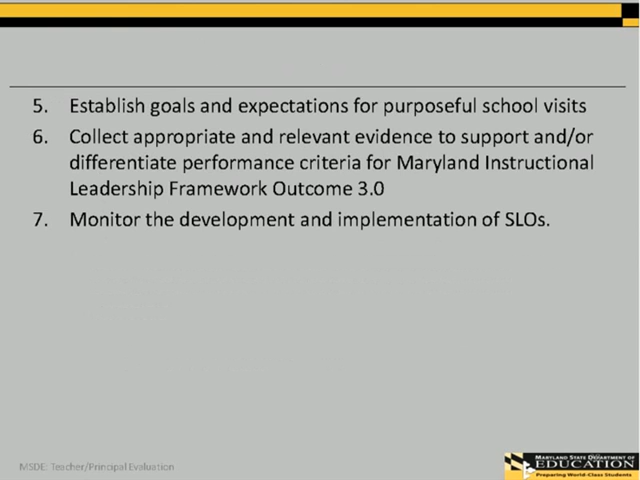 5. Establish goals and expectations for purposeful school visits
6. Collect appropriate and relevant evidence to support and/or
differentiate performance criteria for Maryland Instructional
Leadership Framework Outcome 3.0
7. Monitor the development and implementation of SLOs.
MSDE: Teacher/Principal Evaluation
MARYLAND STATE DEPARTMENT OF
EDUCATION
Preparing World-Class Students